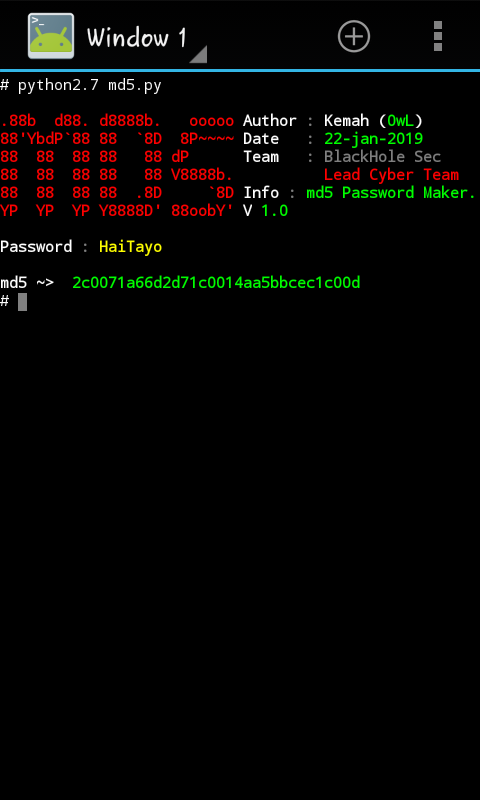 Window 1
# python2.7 md5.py
.88b  d88. d8888b.   ooooo Author : Kemah (OwL)
88'YbdP`88 88  `8D  8P~~~~ Date   : 22-jan-2019
88  88  88 88   88 dP      Team   : BlackHole Sec
88  88  88 88   88 V8888b.          Lead Cyber Team
88  88  88 88  .8D     `8D Info : md5 Password Maker.
YP  YP  YP Y8888D' 88oobY' V 1.0
Password : HaiTayo
md5 ~>  2c0071a66d2d71c0014aa5bbcec1c00d
#